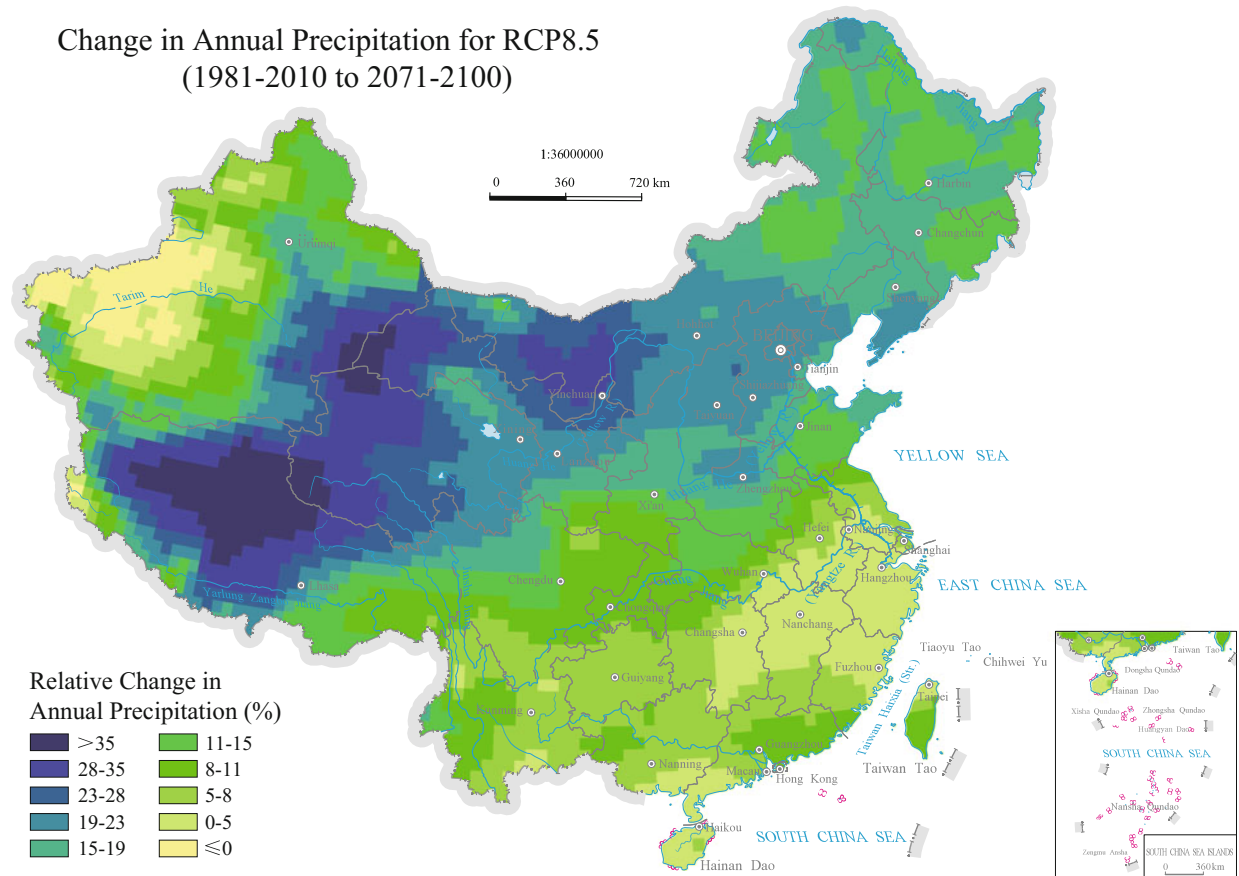 Change in Annual Precipitation for RCP8.5
(1981-2010 to 2071-2100)
1:36000000
0 360 720 km
Harbin
Changchun
Urumqi
Tarim He
Tianjin
Yinchuan
Jinan
YELLOW SEA
Zhengzhou
Xi'an
Hefei
Nanjing
Shanghai
Hangzhou
EAST CHINA SEA
Wuhan
(Yangtze R.)
Chengdu
Lhasa
Yarlung Zangbo Jiang
Chongqing
Nanchang
Changsha
Tiaoyu Tao
Chihwei Yu
Fuzhou
Guiyang
Taiwan Haixia (Str.)
Taipei
Kunming
Guangzhou
Nanning
Macau
Hong Kong
Taiwan Tao
Haikou
SOUTH CHINA SEA
Hainan Dao
Relative Change in
Annual Precipitation (%)
>35
28-35
23-28
19-23
15-19
11-15
8-11
5-8
0-5
≤0
Taiwan Tao
Dongsha Qundao
Hainan Dao
Xisha Qundao
Zhongsha Qundao
Huangyan Dao
SOUTH CHINA SEA
Nansha Qundao
Zengmu Ansha
SOUTH CHINA SEA ISLANDS
0 360km